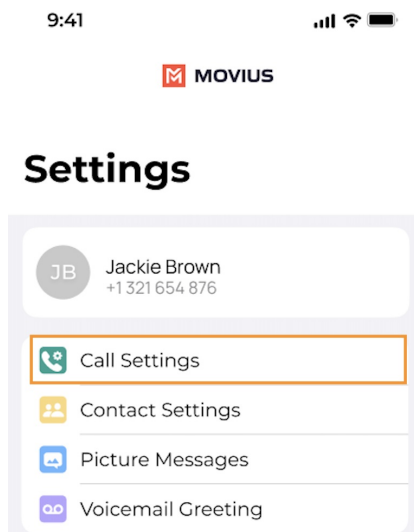 9:41
MOVIUS
Settings
JB
Jackie Brown
+1 321 654 876
Call Settings
Contact Settings
Picture Messages
Voicemail Greeting